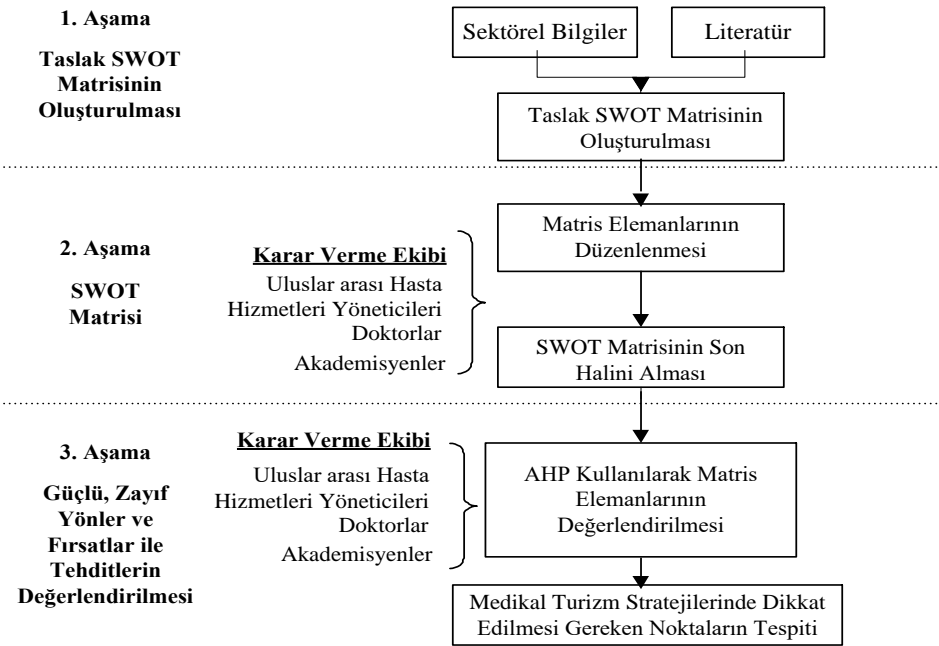 1. Aşama
Taslak SWOT
Matrisinin
Oluşturulması
Sektörel Bilgiler
Literatür
Taslak SWOT Matrisinin
Oluşturulması
2. Aşama
SWOT
Matrisi
Karar Verme Ekibi
Uluslar arası Hasta
Hizmetleri Yöneticileri
Doktorlar
Akademisyenler
Matris Elemanlarının
Düzenlenmesi
SWOT Matrisinin Son
Halini Alması
3. Aşama
Güçlü, Zayıf
Yönler ve
Fırsatlar ile
Tehditlerin
Değerlendirilmesi
Karar Verme Ekibi
Uluslar arası Hasta
Hizmetleri Yöneticileri
Doktorlar
Akademisyenler
AHP Kullanılarak Matris
Elemanlarının
Değerlendirilmesi
Medikal Turizm Stratejilerinde Dikkat
Edilmesi Gereken Noktaların Tespiti